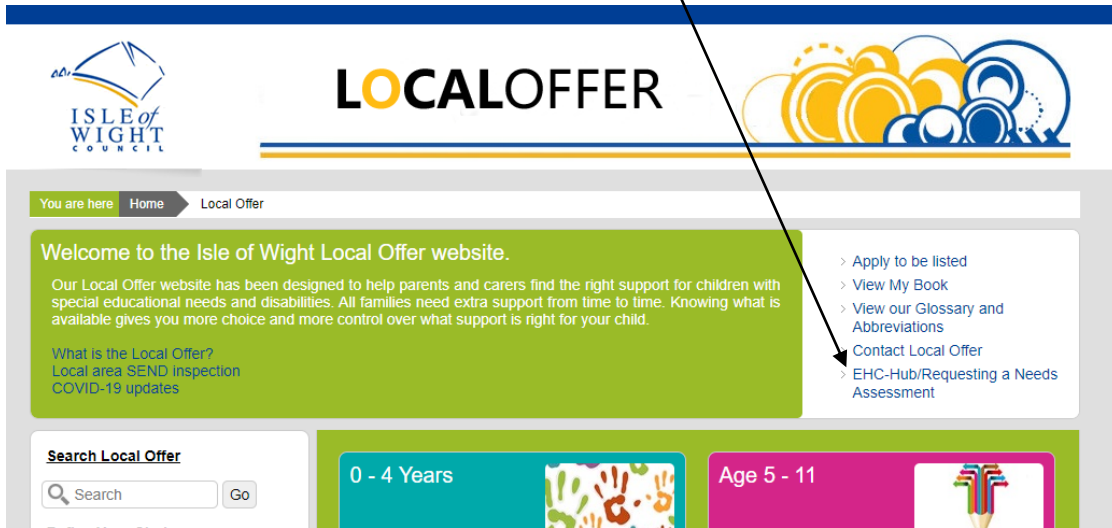 ISLE of
WIGHT
COUNCIL
LOCALOFFER
You are here Home Local Offer
Welcome to the Isle of Wight Local Offer website.
Our Local Offer website has been designed to help parents and carers find the right support for children with
special educational needs and disabilities. All families need extra support from time to time. Knowing what is
available gives you more choice and more control over what support is right for your child.
What is the Local Offer?
Local area SEND inspection
COVID-19 updates
Apply to be listed
View My Book
View our Glossary and
Abbreviations
Contact Local Offer
EHC-Hub/Requesting a Needs
Assessment
Search Local Offer
Search Go
0 - 4 Years
Age 5 - 11